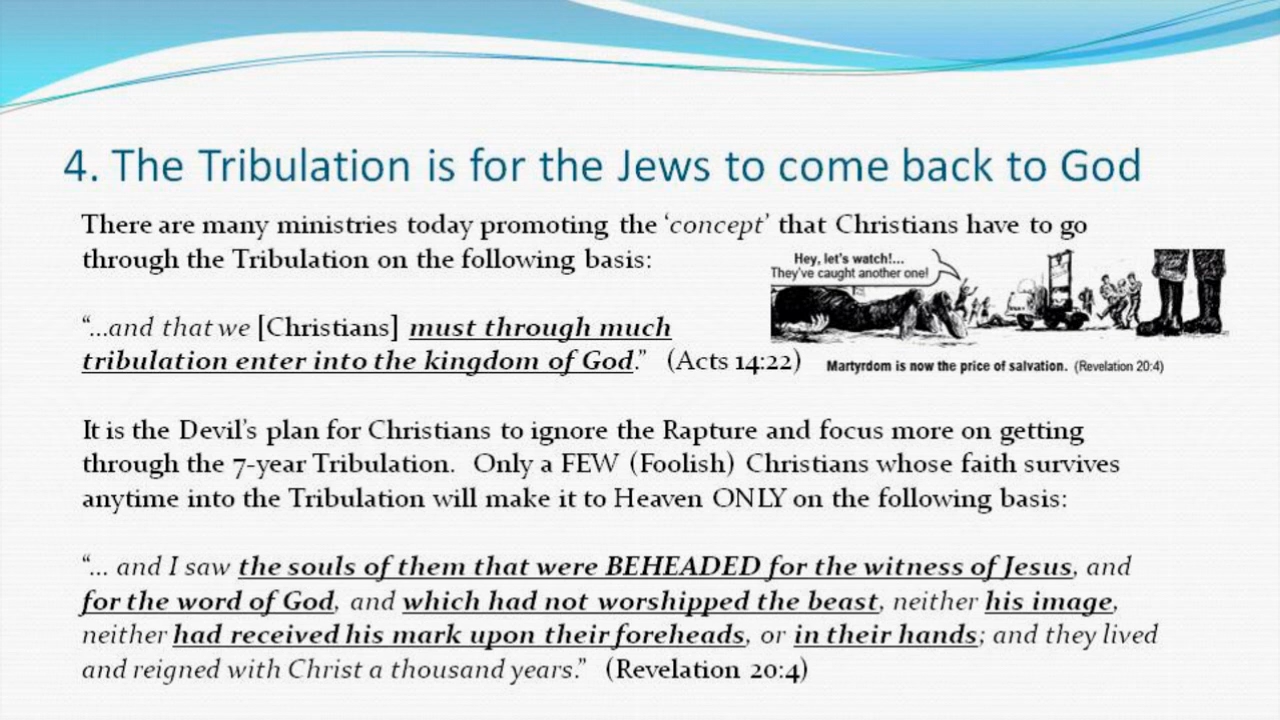 4. The Tribulation is for the Jews to come back to God
There are many ministries today promoting the ‘concept’ that Christians have to go
through the Tribulation on the following basis:
Hey, let's watch!...
They've caught another one!
“...and that we [Christians] must through much
tribulation enter into the kingdom of God.” (Acts 14:22)
Martyrdom is now the price of salvation. (Revelation 20:4)
It is the Devil’s plan for Christians to ignore the Rapture and focus more on getting
through the 7-year Tribulation. Only a FEW (Foolish) Christians whose faith survives
anytime into the Tribulation will make it to Heaven ONLY on the following basis:
“... and I saw the souls of them that were BEHEADED for the witness of Jesus, and
for the word of God, and which had not worshipped the beast, neither his image,
neither had received his mark upon their foreheads, or in their hands; and they lived
and reigned with Christ a thousand years.” (Revelation 20:4)